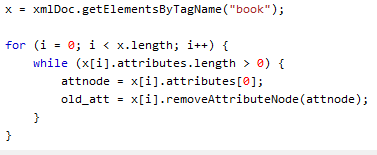 x = xmlDoc.getElementsByTagName("book");
for (i = 0; i < x.length; i++) {
    while (x[i].attributes.length > 0) {
        attnode = x[i].attributes[0];
        old_att = x[i].removeAttributeNode(attnode);
    }
}